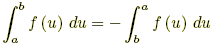 ∫_a^b f(u) du = − ∫_b^a f(u) du